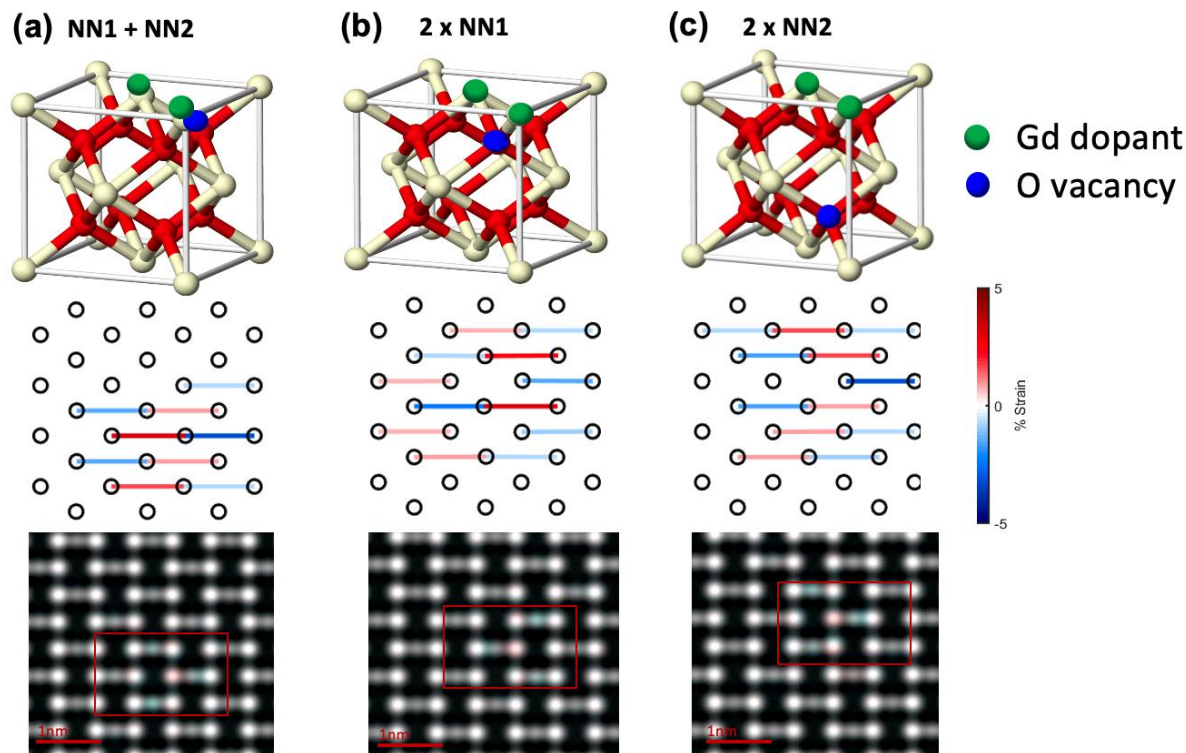 (a) NN1 + NN2
(b) 2 x NN1
(c) 2 x NN2
Gd dopant
O vacancy
5
0
-5
% Strain
1nm
1nm
1nm